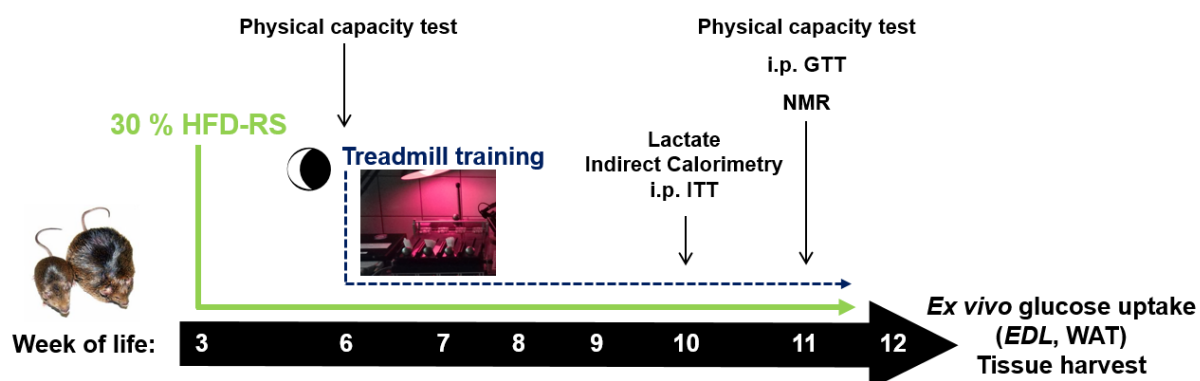 Physical capacity test
Physical capacity test
i.p. GTT
NMR
30 % HFD-RS
Lactate
Indirect Calorimetry
i.p. ITT
Treadmill training
Week of life:
3 6 7 8 9 10 11 12
Ex vivo glucose uptake
(EDL, WAT)
Tissue harvest